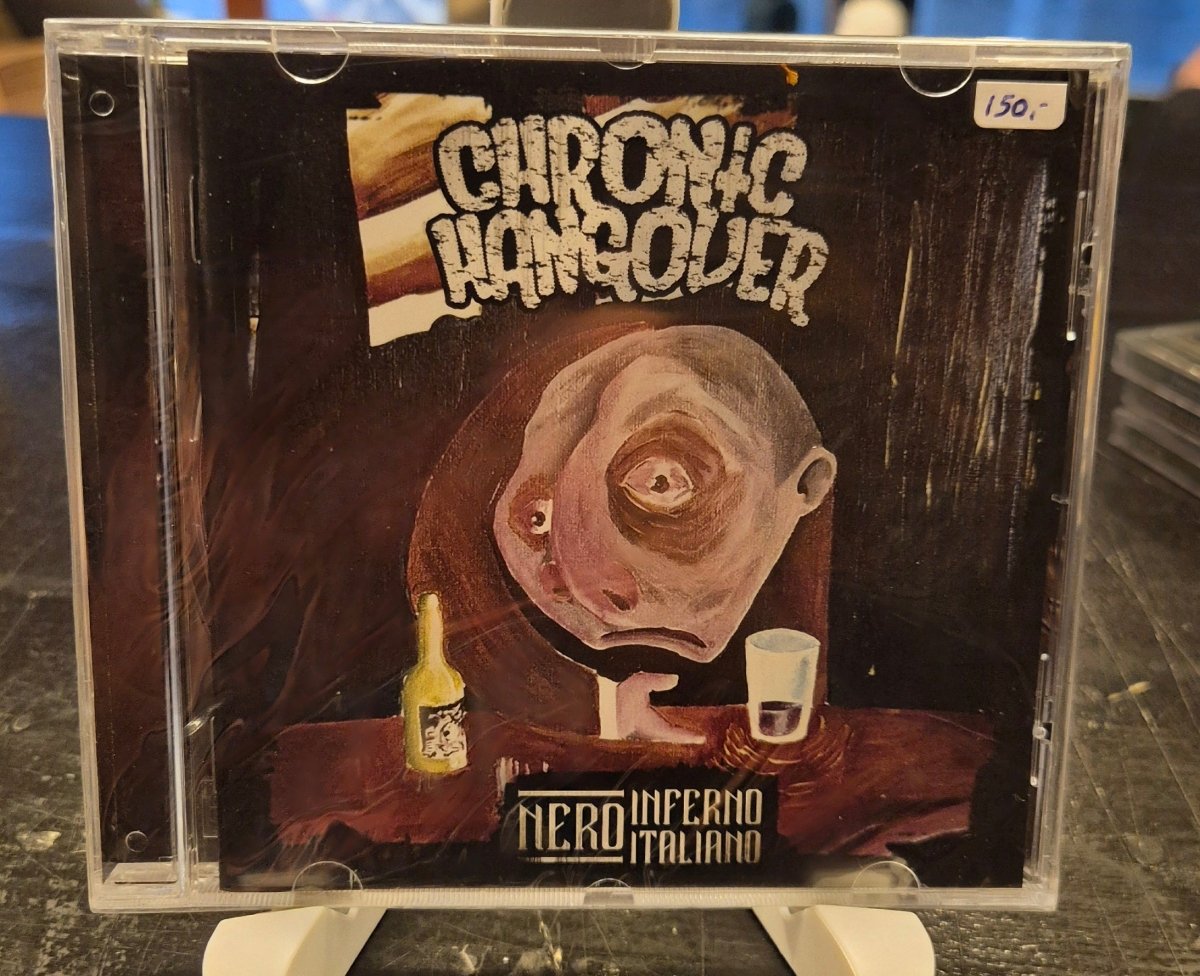 150,-
CHRONIC
HANGOVER
NERO INFERNO
ITALIANO